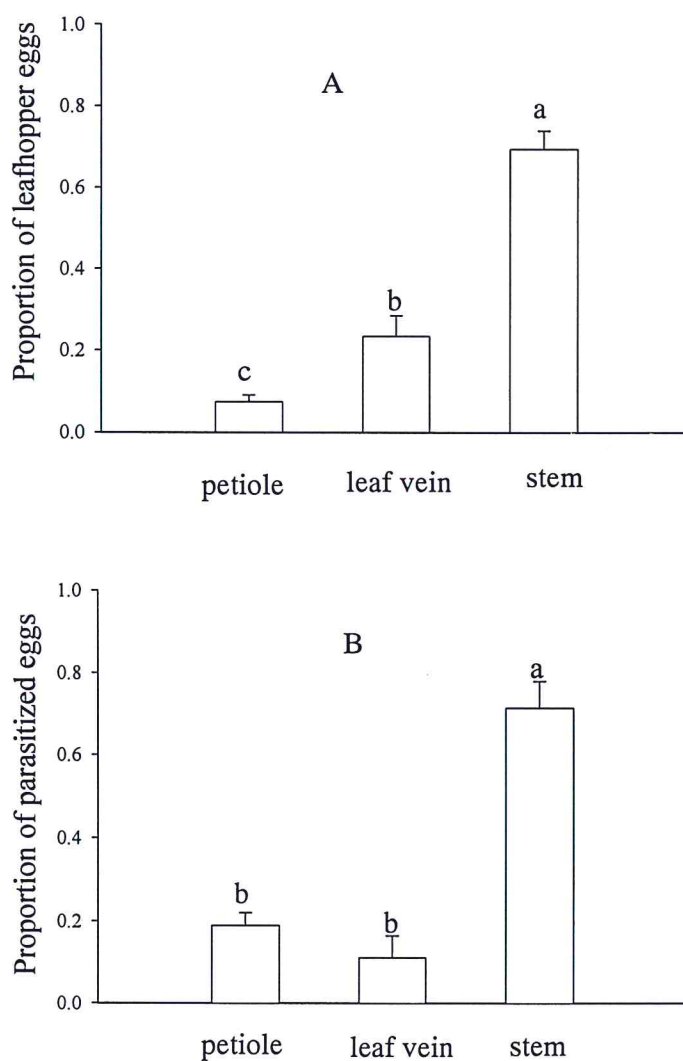 Proportion of leafhopper eggs
1.0
0.8
0.6
0.4
0.2
0.0
A
c
b
a
petiole
leaf vein
stem
Proportion of parasitized eggs
1.0
0.8
0.6
0.4
0.2
0.0
B
b
b
a
petiole
leaf vein
stem